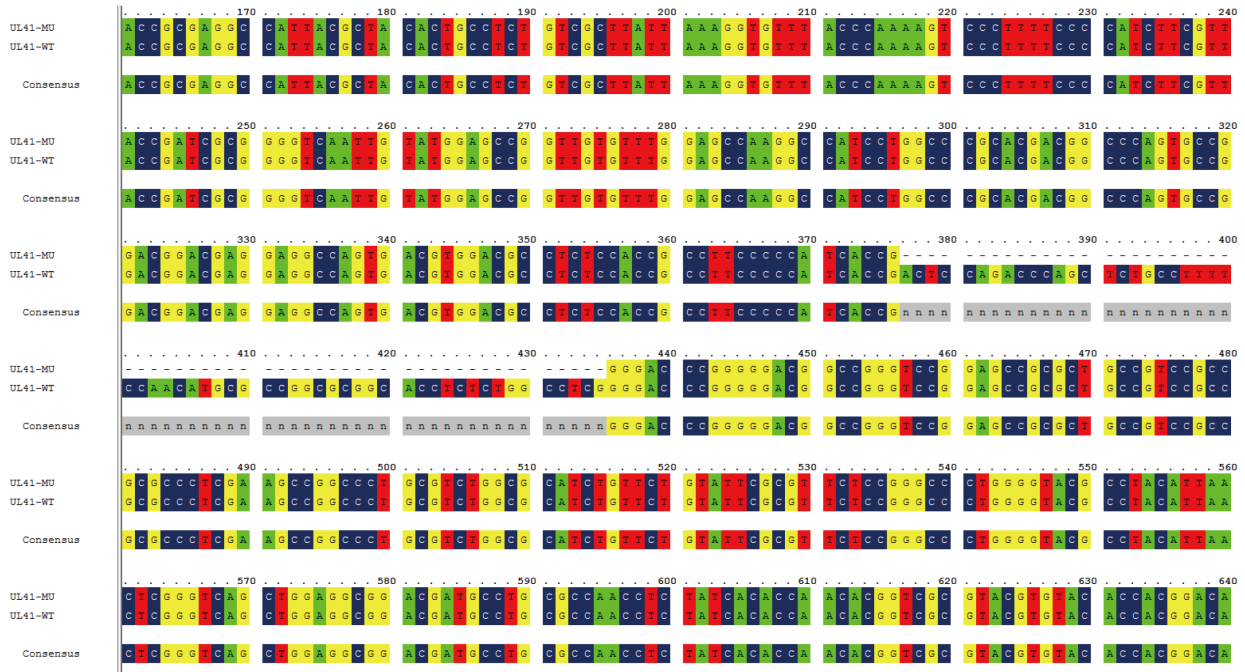 170 180 190 200 210 220 230 240
UL41-MU ACCGCGAGGC CATTACGCTA CACTGCCTCT GTCGCTTATT AAAGGTGTTT ACCCAAAAGT CCCTTTTCCC CATCTTCGTT
UL41-WT ACCGCGAGGC CATTACGCTA CACTGCCTCT GTCGCTTATT AAAGGTGTTT ACCCAAAAGT CCCTTTTCCC CATCTTCGTT
Consensus ACCGCGAGGC CATTACGCTA CACTGCCTCT GTCGCTTATT AAAGGTGTTT ACCCAAAAGT CCCTTTTCCC CATCTTCGTT
250 260 270 280 290 300 310 320
UL41-MU ACCGATCGCG GGGTCAATTG TATGGAGCCG GTTGTGTTTG GAGCCAAGGC CATCCTGGCC CGCACGACGG CCCAGTGCCG
UL41-WT ACCGATCGCG GGGTCAATTG TATGGAGCCG GTTGTGTTTG GAGCCAAGGC CATCCTGGCC CGCACGACGG CCCAGTGCCG
Consensus ACCGATCGCG GGGTCAATTG TATGGAGCCG GTTGTGTTTG GAGCCAAGGC CATCCTGGCC CGCACGACGG CCCAGTGCCG
330 340 350 360 370 380 390 400
UL41-MU GACGGACGAG GAGGCCAGTG ACGTGGACGC CTCTCCACCG CCTTCCCCCA TCACCG---- ---------- ----------
UL41-WT GACGGACGAG GAGGCCAGTG ACGTGGACGC CTCTCCACCG CCTTCCCCCA TCACCGACTC CAGACCCAGC TCTGCCTTTT
Consensus GACGGACGAG GAGGCCAGTG ACGTGGACGC CTCTCCACCG CCTTCCCCCA TCACCGnnnn nnnnnnnnnn nnnnnnnnnn
410 420 430 440 450 460 470 480
UL41-MU ---------- ---------- ---------- -----GGGAC CCGGGGGACG GCCGGGTCCG GAGCCGCGCT GCCGTCCGCC
UL41-WT CCAACATGCG CCGGCGCGGC ACCTCTCTGG CCTCGGGGAC CCGGGGGACG GCCGGGTCCG GAGCCGCGCT GCCGTCCGCC
Consensus nnnnnnnnnn nnnnnnnnnn nnnnnnnnnn nnnnnGGGAC CCGGGGGACG GCCGGGTCCG GAGCCGCGCT GCCGTCCGCC
490 500 510 520 530 540 550 560
UL41-MU GCGCCCTCGA AGCCGGCCCT GCGTCTGGCG CATCTGTTCT GTATTCGCGT TCTCCGGGCC CTGGGGTACG CCTACATTAA
UL41-WT GCGCCCTCGA AGCCGGCCCT GCGTCTGGCG CATCTGTTCT GTATTCGCGT TCTCCGGGCC CTGGGGTACG CCTACATTAA
Consensus GCGCCCTCGA AGCCGGCCCT GCGTCTGGCG CATCTGTTCT GTATTCGCGT TCTCCGGGCC CTGGGGTACG CCTACATTAA
570 580 590 600 610 620 630 640
UL41-MU CTCGGGTCAG CTGGAGGCGG ACGATGCCTG CGCCAACCTC TATCACACCA ACACGGTCGC GTACGTGTAC ACCACGGACA
UL41-WT CTCGGGTCAG CTGGAGGCGG ACGATGCCTG CGCCAACCTC TATCACACCA ACACGGTCGC GTACGTGTAC ACCACGGACA
Consensus CTCGGGTCAG CTGGAGGCGG ACGATGCCTG CGCCAACCTC TATCACACCA ACACGGTCGC GTACGTGTAC ACCACGGACA